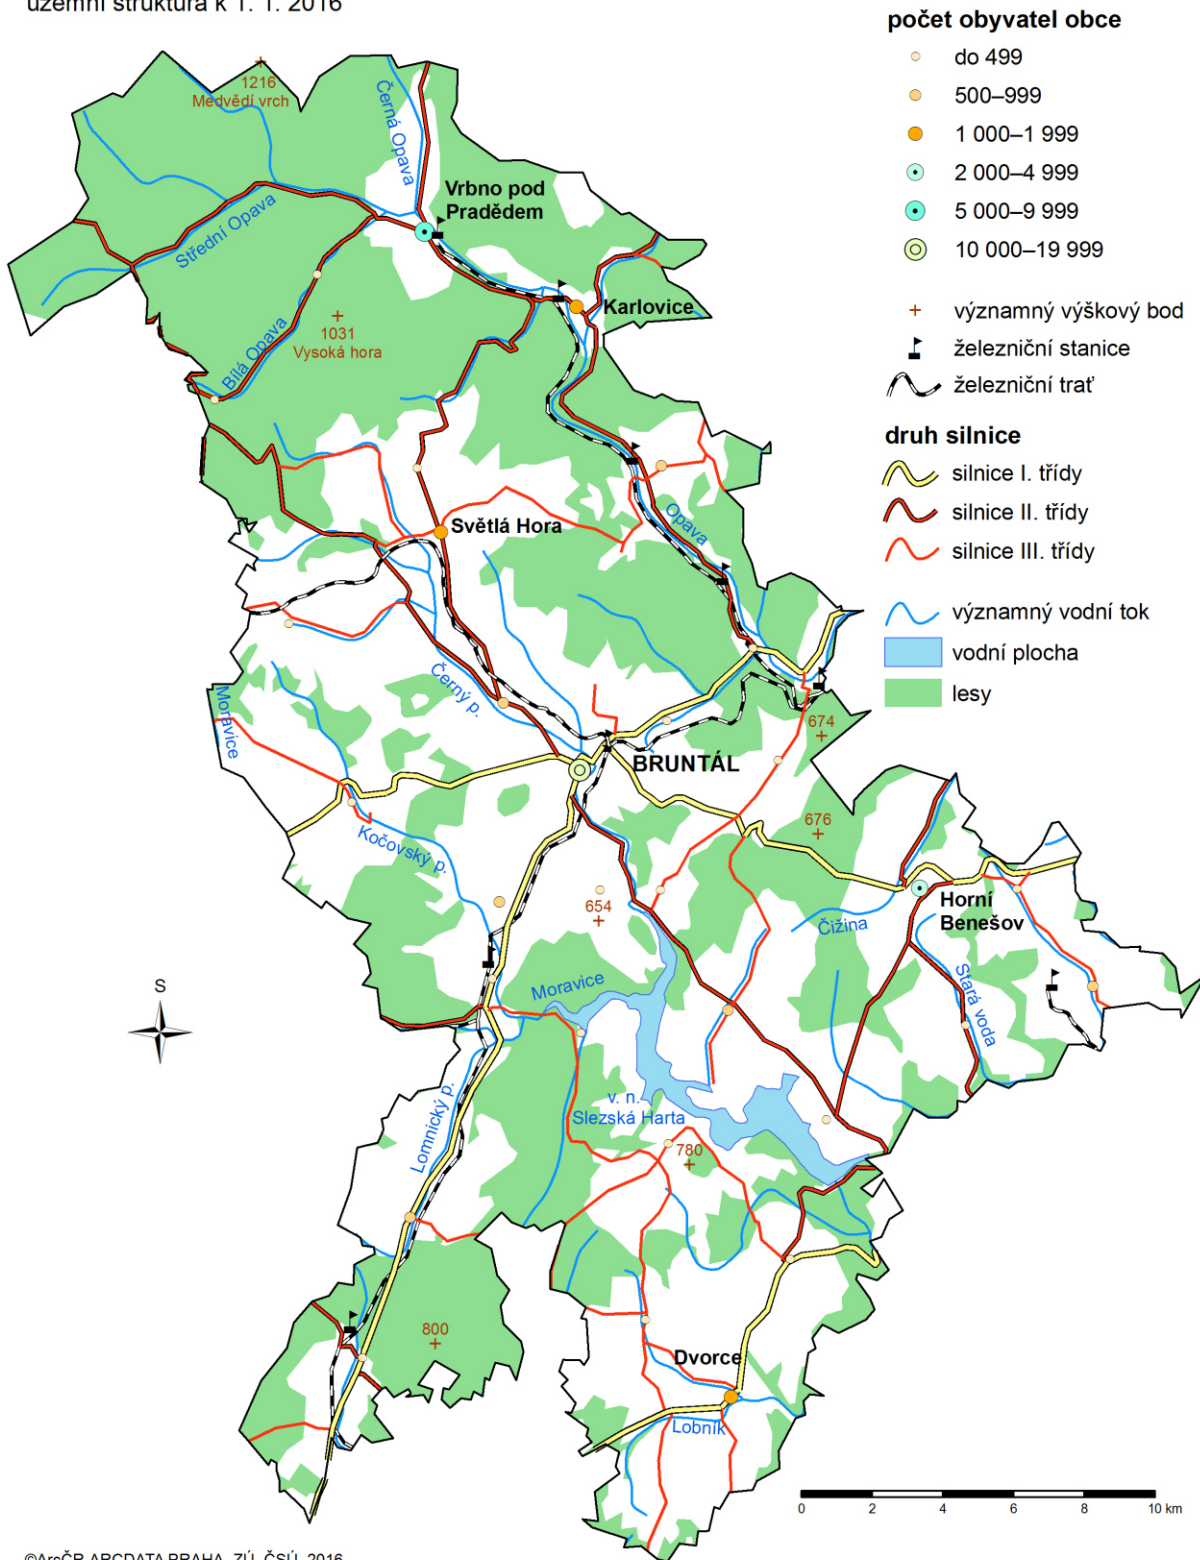 územní struktura k 1. 1. 2016
počet obyvatel obce
do 499
500–999
1 000–1 999
2 000–4 999
5 000–9 999
10 000–19 999
významný výškový bod
železniční stanice
železniční trať
druh silnice
silnice I. třídy
silnice II. třídy
silnice III. třídy
významný vodní tok
vodní plocha
lesy
1216
Medvědí vrch
Černá Opava
Vrbno pod
Pradědem
Střední Opava
Karlovice
1031
Vysoká hora
Bílá Opava
Světlá Hora
Opava
Černý p.
Moravice
674
BRUNTÁL
676
Kočovský p.
654
Horní
Benešov
Čižina
Stará voda
Moravice
S
v. n.
Slezská Harta
Lomnický p.
780
800
Dvorce
Lobník
0 2 4 6 8 10 km
©ArcČR ARCDATA PRAHA, ZÚ, ČSÚ, 2016